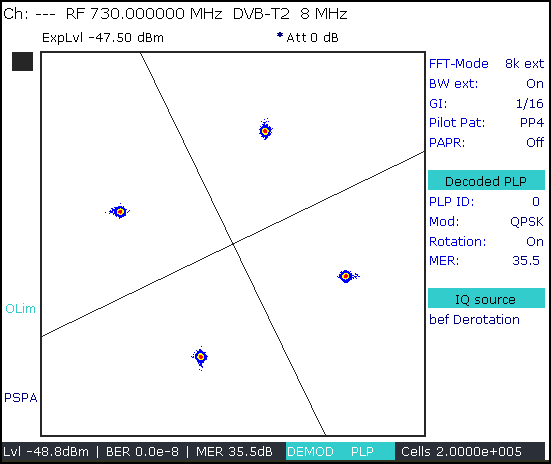 Ch: --- RF 730.000000 MHz DVB-T2 8 MHz
ExpLvl -47.50 dBm * Att 0 dB
FFT-Mode 8k ext
BW ext: On
GI: 1/16
Pilot Pat: PP4
PAPR: Off
Decoded PLP
PLP ID: 0
Mod: QPSK
Rotation: On
MER: 35.5
IQ source
bef Derotation
OLim
PSPA
Lvl -48.8dBm | BER 0.0e-8 | MER 35.5dB DEMOD PLP Cells 2.0000e+005